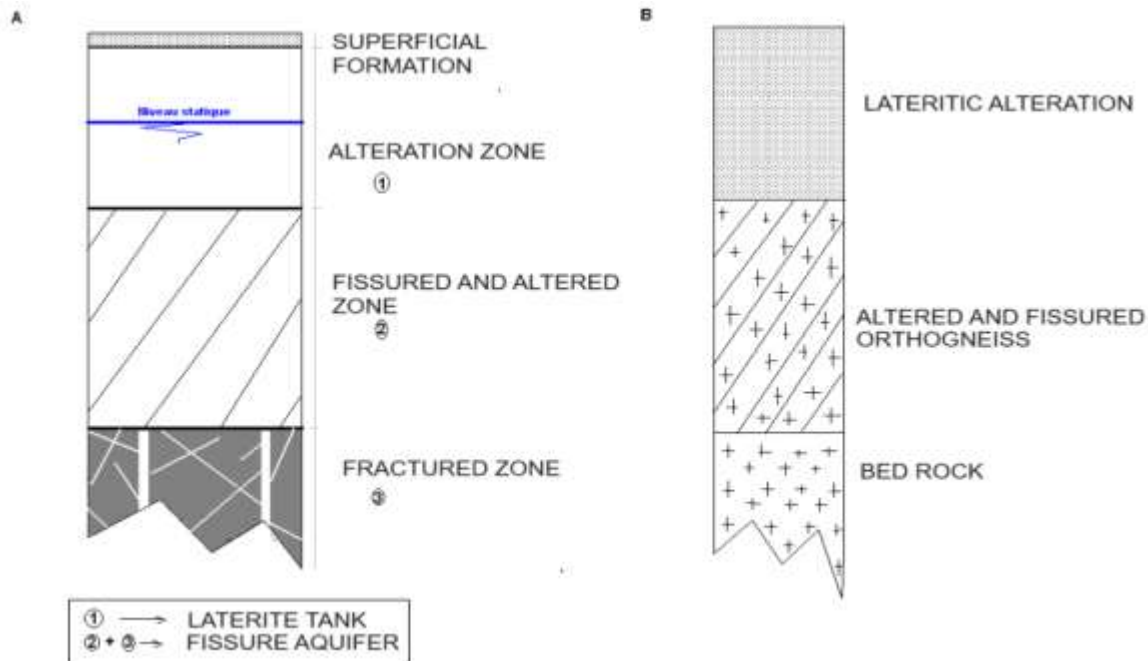 A
SUPERFICIAL
FORMATION
Niveau statique
ALTERATION ZONE
①
FISSURED AND ALTERED
ZONE
②
FRACTURED ZONE
③
① → LATERITE TANK
② + ③ → FISSURE AQUIFER
B
LATERITIC ALTERATION
ALTERED AND FISSURED
ORTHOGNEISS
BED ROCK